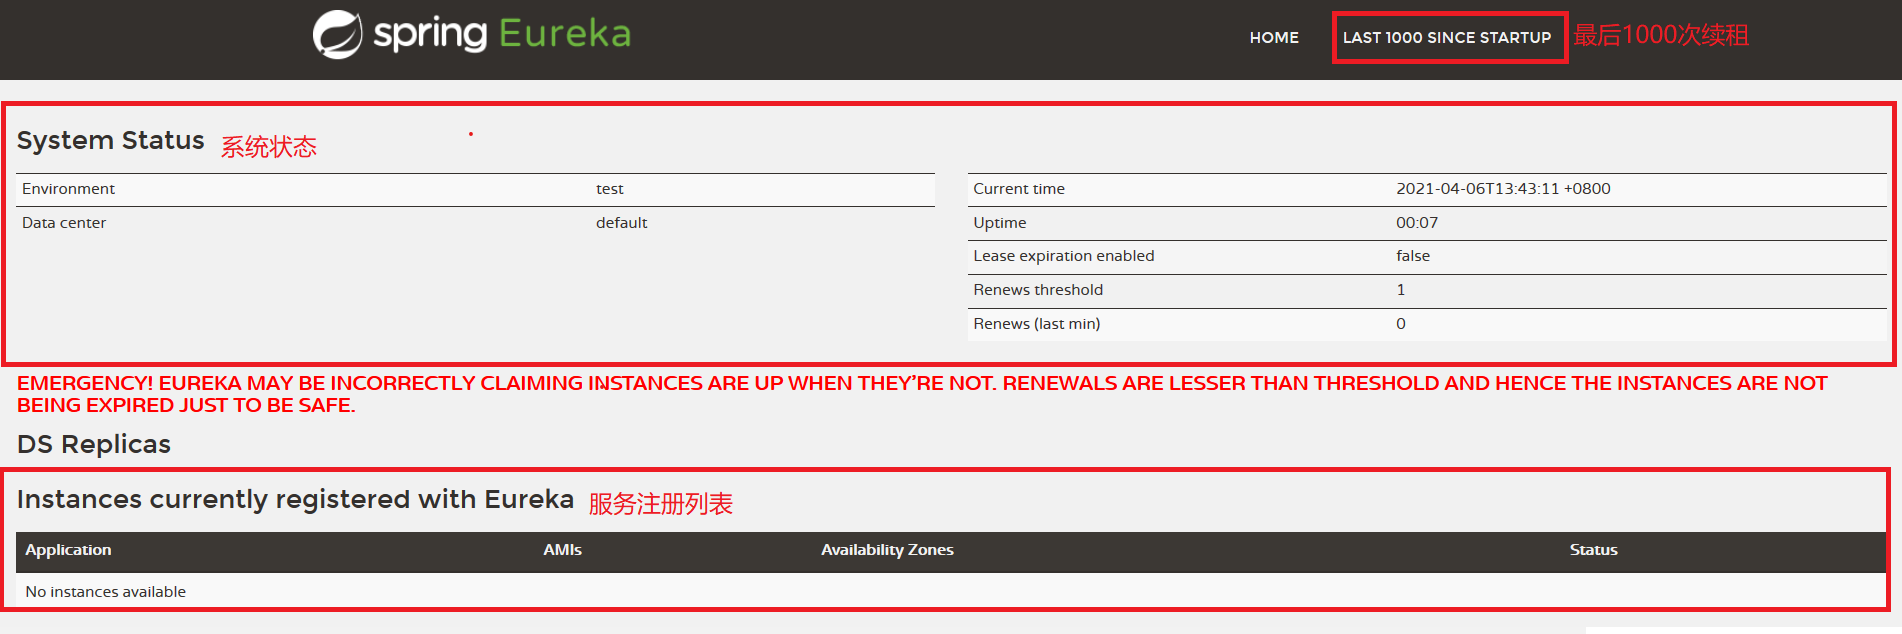 spring Eureka
HOME
LAST 1000 SINCE STARTUP
最后1000次续租
System Status
系统状态
Environment test
Data center default
Current time 2021-04-06T13:43:11 +0800
Uptime 00:07
Lease expiration enabled false
Renews threshold 1
Renews (last min) 0
EMERGENCY! EUREKA MAY BE INCORRECTLY CLAIMING INSTANCES ARE UP WHEN THEY'RE NOT. RENEWALS ARE LESSER THAN THRESHOLD AND HENCE THE INSTANCES ARE NOT
BEING EXPIRED JUST TO BE SAFE.
DS Replicas
Instances currently registered with Eureka
服务注册列表
Application AMIs Availability Zones Status
No instances available